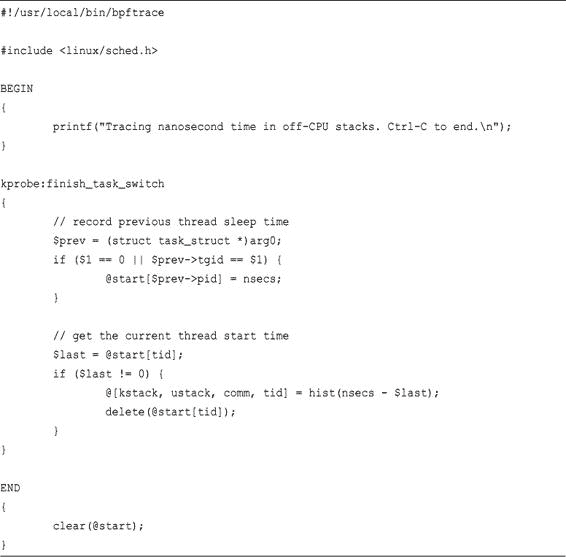 #!/usr/local/bin/bpftrace
#include <linux/sched.h>
BEGIN
{
        printf("Tracing nanosecond time in off-CPU stacks. Ctrl-C to end.\n");
}
kprobe:finish_task_switch
{
        // record previous thread sleep time
        $prev = (struct task_struct *)arg0;
        if ($1 == 0 || $prev->tgid == $1) {
                @start[$prev->pid] = nsecs;
        }
        // get the current thread start time
        $last = @start[tid];
        if ($last != 0) {
                @[kstack, ustack, comm, tid] = hist(nsecs - $last);
                delete(@start[tid]);
        }
}
END
{
        clear(@start);
}